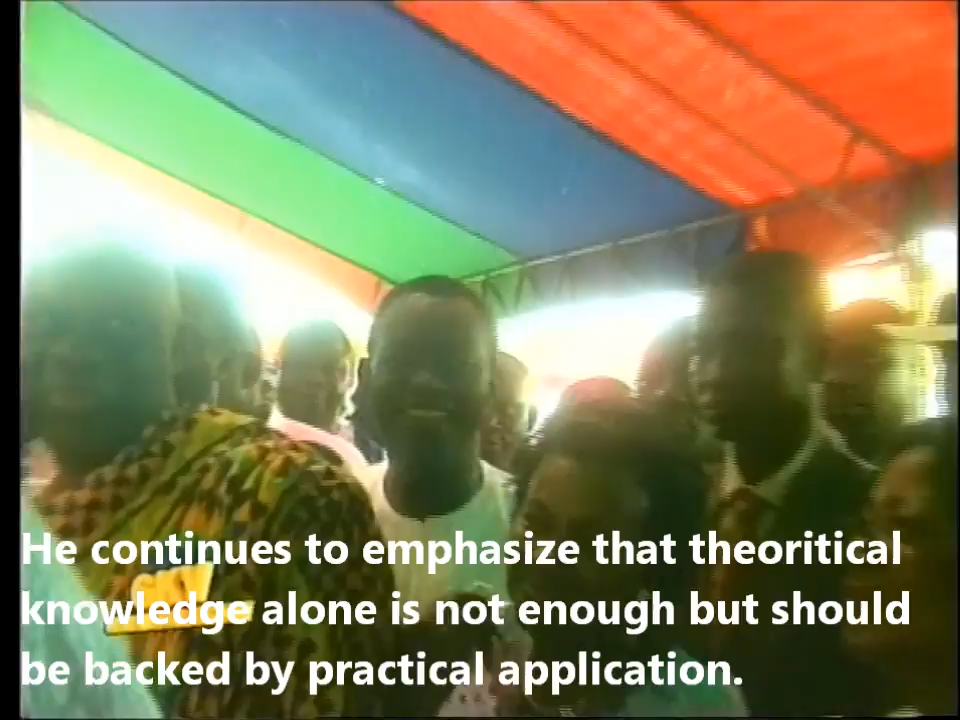 He continues to emphasize that theoritical
knowledge alone is not enough but should
be backed by practical application.